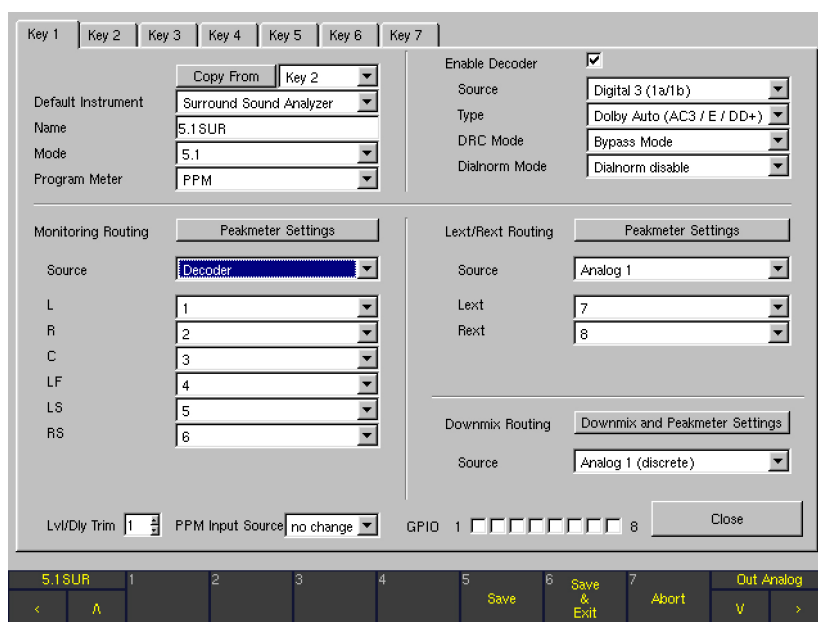 Key 1 Key 2 Key 3 Key 4 Key 5 Key 6 Key 7
Copy From Key 2
Default Instrument Surround Sound Analyzer
Name 5.1SUR
Mode 5.1
Program Meter PPM
Enable Decoder
Source Digital 3 (1a/1b)
Type Dolby Auto (AC3 / E / DD+)
DRC Mode Bypass Mode
Dialnorm Mode Dialnorm disable
Monitoring Routing Peakmeter Settings
Source Decoder
L 1
R 2
C 3
LF 4
LS 5
RS 6
Lext/Rext Routing Peakmeter Settings
Source Analog 1
Lext 7
Rext 8
Downmix Routing Downmix and Peakmeter Settings
Source Analog 1 (discrete)
Lvl/Dly Trim 1 PPM Input Source no change GPIO 1 8 Close
5.1SUR 1 2 3 4 5 Save 6 Save & Exit 7 Abort Out Analog
< Λ V >